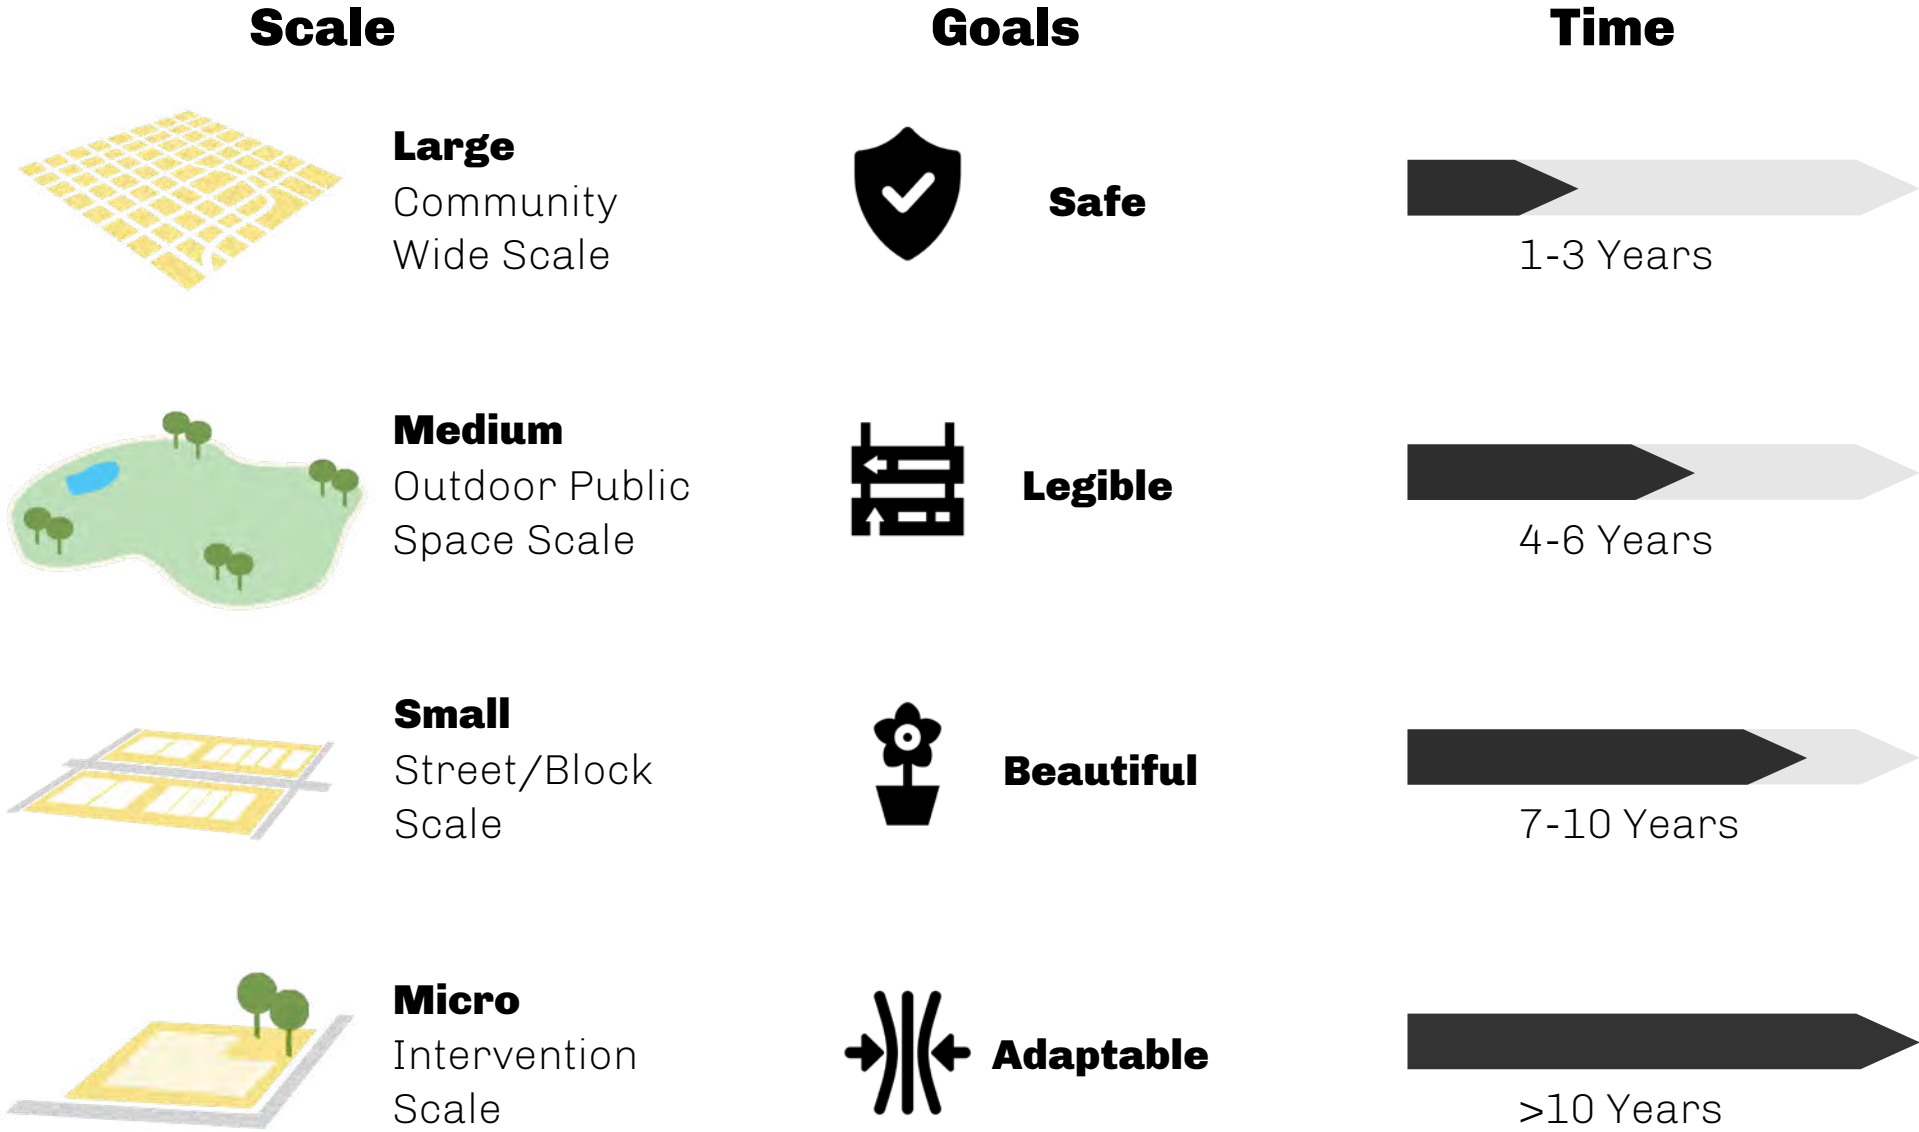 Scale
Goals
Time
Large
Community
Wide Scale
Safe
1-3 Years
Medium
Outdoor Public
Space Scale
Legible
4-6 Years
Small
Street/Block
Scale
Beautiful
7-10 Years
Micro
Intervention
Scale
Adaptable
>10 Years